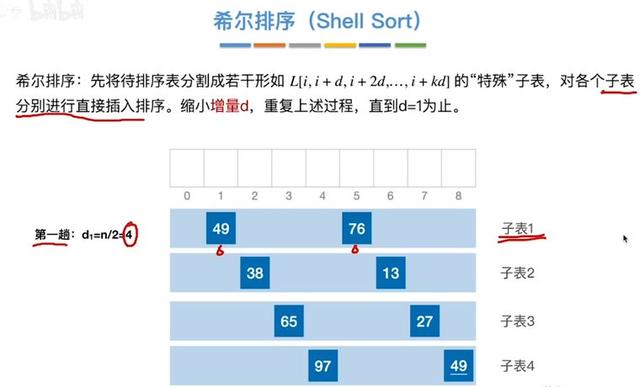 bilibili
希尔排序（Shell Sort）
希尔排序：先将待排序表分割成若干形如 L[i, i + d, i + 2d,…, i + kd] 的“特殊”子表，对各个子表
分别进行直接插入排序。缩小增量d，重复上述过程，直到d=1为止。
0 1 2 3 4 5 6 7 8
第一趟：d₁=n/2=4
49 76 子表1
38 13 子表2
65 27 子表3
97 49 子表4